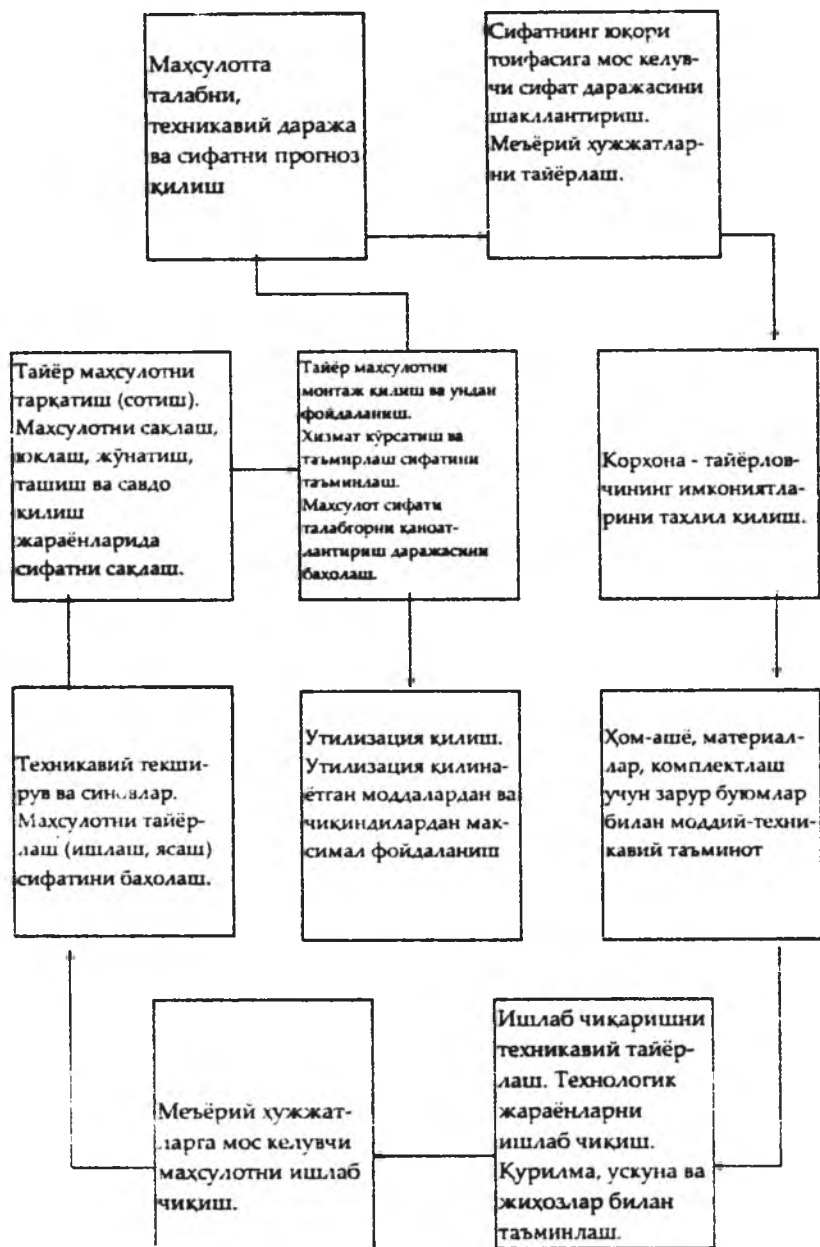 Маҳсулотга
талабни,
техникавий даража
ва сифатни прогноз
қилиш
Сифатнинг юқори
тоифасига мос келув-
чи сифат даражасини
шакллантириш.
Меъёрий ҳужжатлар-
ни тайёрлаш.
Тайёр маҳсулотни
тарқатиш (сотиш).
Маҳсулотни сақлаш,
юклаш, жўнатиш,
ташиш ва савдо
қилиш
жараёнларида
сифатни сақлаш.
Тайёр маҳсулотни
монтаж қилиш ва ундан
фойдаланиш.
Хизмат кўрсатиш ва
таъмирлаш сифатини
таъминлаш.
Маҳсулот сифати
талабгорни қаноат-
лантириш даражасини
баҳолаш.
Корхона - тайёрлов-
чининг имкониятла-
рини таҳлил қилиш.
Техникавий текши-
рув ва синовлар.
Маҳсулотни тайёр-
лаш (ишлаш, ясаш)
сифатини баҳолаш.
Утилизация қилиш.
Утилизация қилина-
ётган моддалардан ва
чиқиндилардан мак-
симал фойдаланиш
Ҳом-ашё, материал-
лар, комплектлаш
учун зарур буюмлар
билан моддий-техни-
кавий таъминот
Меъёрий ҳужжат-
ларга мос келувчи
маҳсулотни ишлаб
чиқиш.
Ишлаб чиқаришни
техникавий тайёр-
лаш. Технологик
жараёнларни
ишлаб чиқиш.
Қурилма, ускуна ва
жиҳозлар билан
таъминлаш.